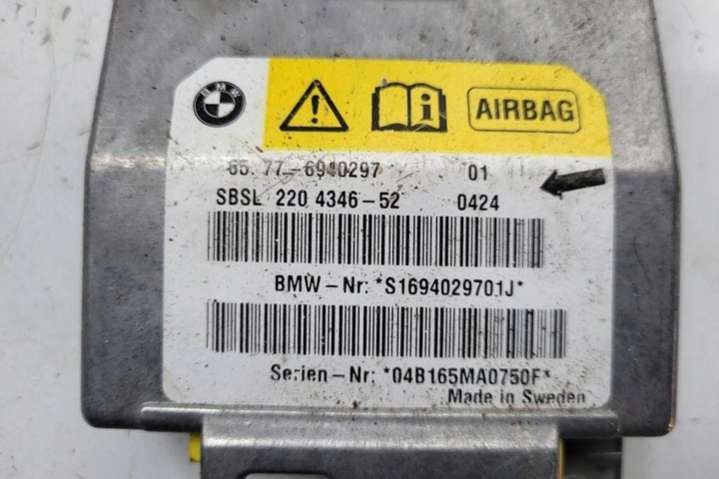 BMW
AIRBAG
65. 77-6940297 01
SBSL 220 4346-52 0424
BMW-Nr: *S1694029701J*
Serien-Nr: *04B165MA0750F*
Made in Sweden